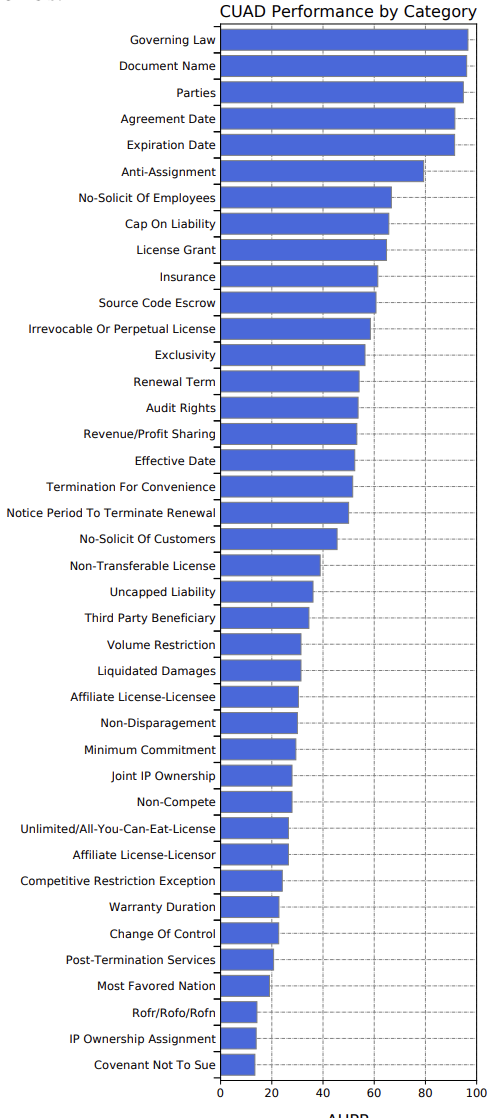 CUAD Performance by Category
Governing Law
Document Name
Parties
Agreement Date
Expiration Date
Anti-Assignment
No-Solicit Of Employees
Cap On Liability
License Grant
Insurance
Source Code Escrow
Irrevocable Or Perpetual License
Exclusivity
Renewal Term
Audit Rights
Revenue/Profit Sharing
Effective Date
Termination For Convenience
Notice Period To Terminate Renewal
No-Solicit Of Customers
Non-Transferable License
Uncapped Liability
Third Party Beneficiary
Volume Restriction
Liquidated Damages
Affiliate License-Licensee
Non-Disparagement
Minimum Commitment
Joint IP Ownership
Non-Compete
Unlimited/All-You-Can-Eat-License
Affiliate License-Licensor
Competitive Restriction Exception
Warranty Duration
Change Of Control
Post-Termination Services
Most Favored Nation
Rofr/Rofo/Rofn
IP Ownership Assignment
Covenant Not To Sue
0 20 40 60 80 100